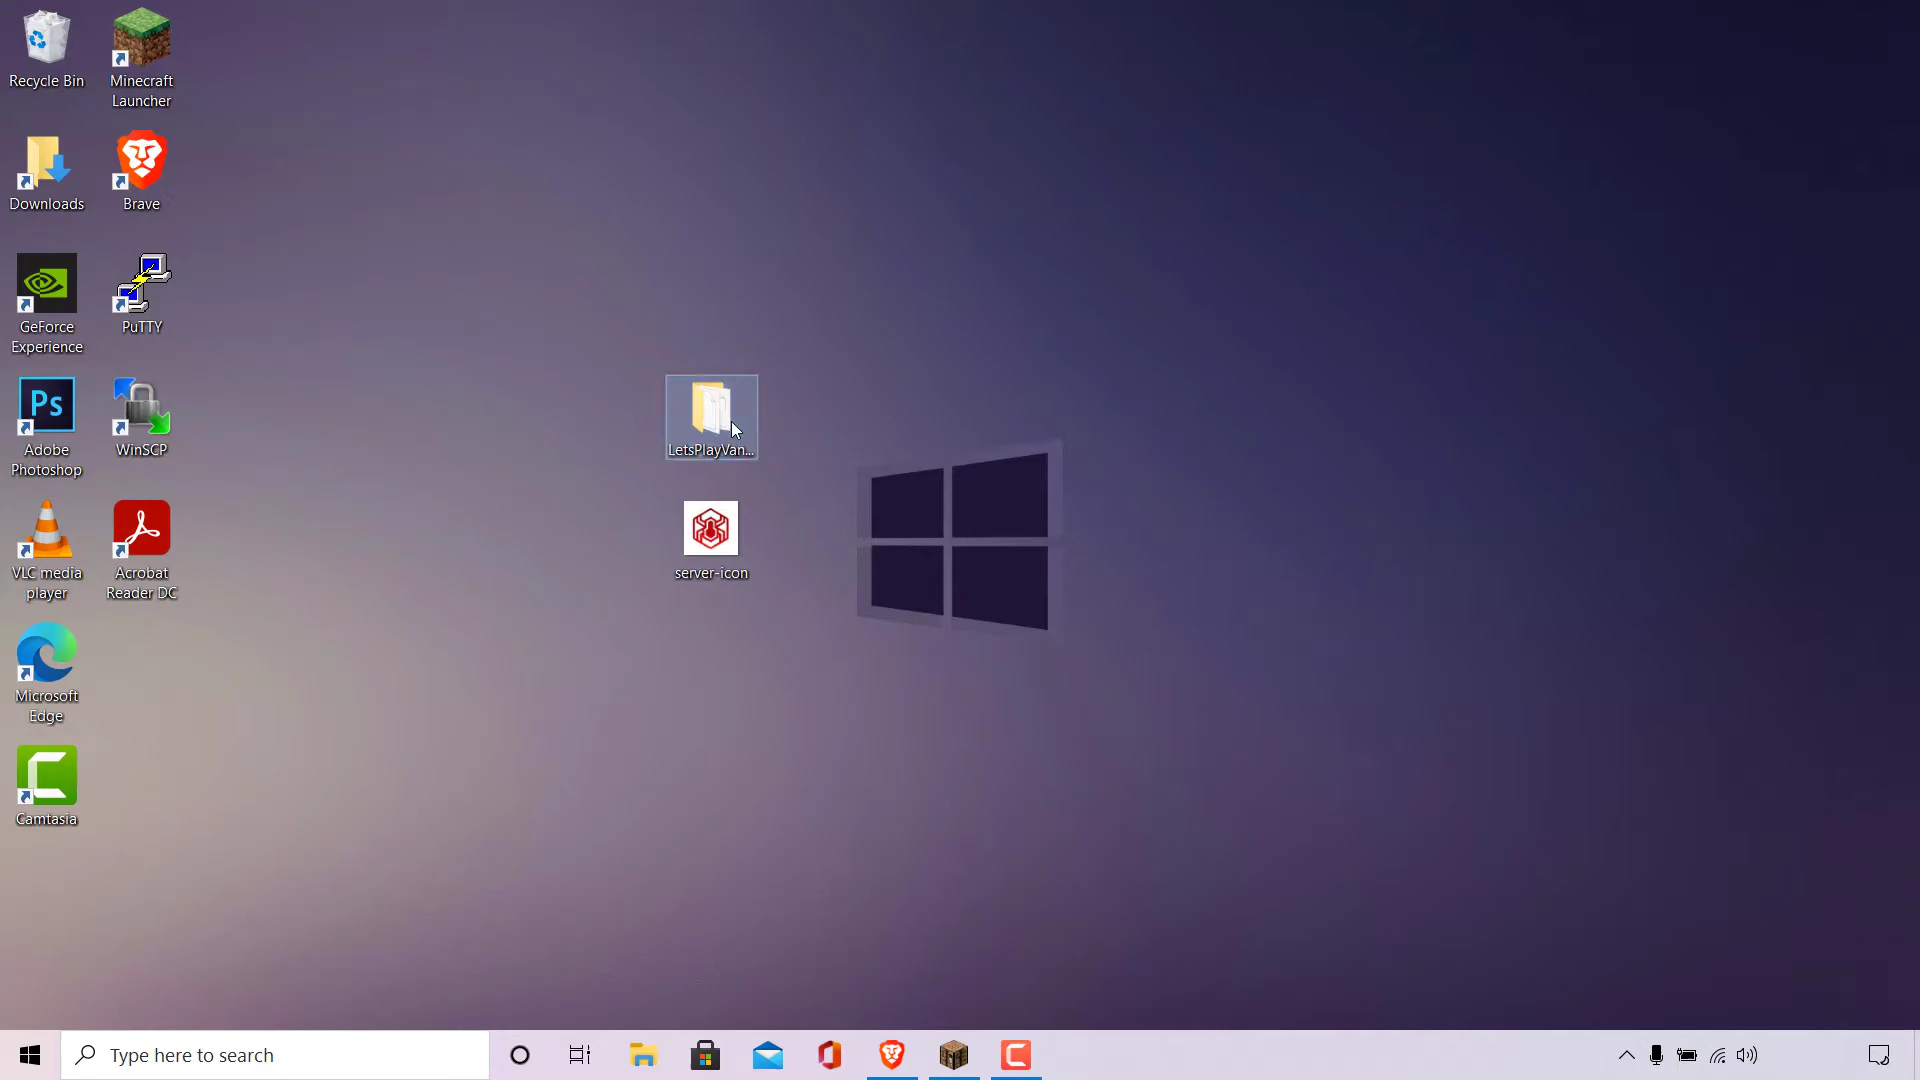 Recycle Bin
Minecraft
Launcher
Downloads
Brave
GeForce
Experience
PuTTY
Ps
Adobe
Photoshop
WinSCP
LetsPlayVan...
VLC media
player
Acrobat
Reader DC
server-icon
Microsoft
Edge
Camtasia
Type here to search